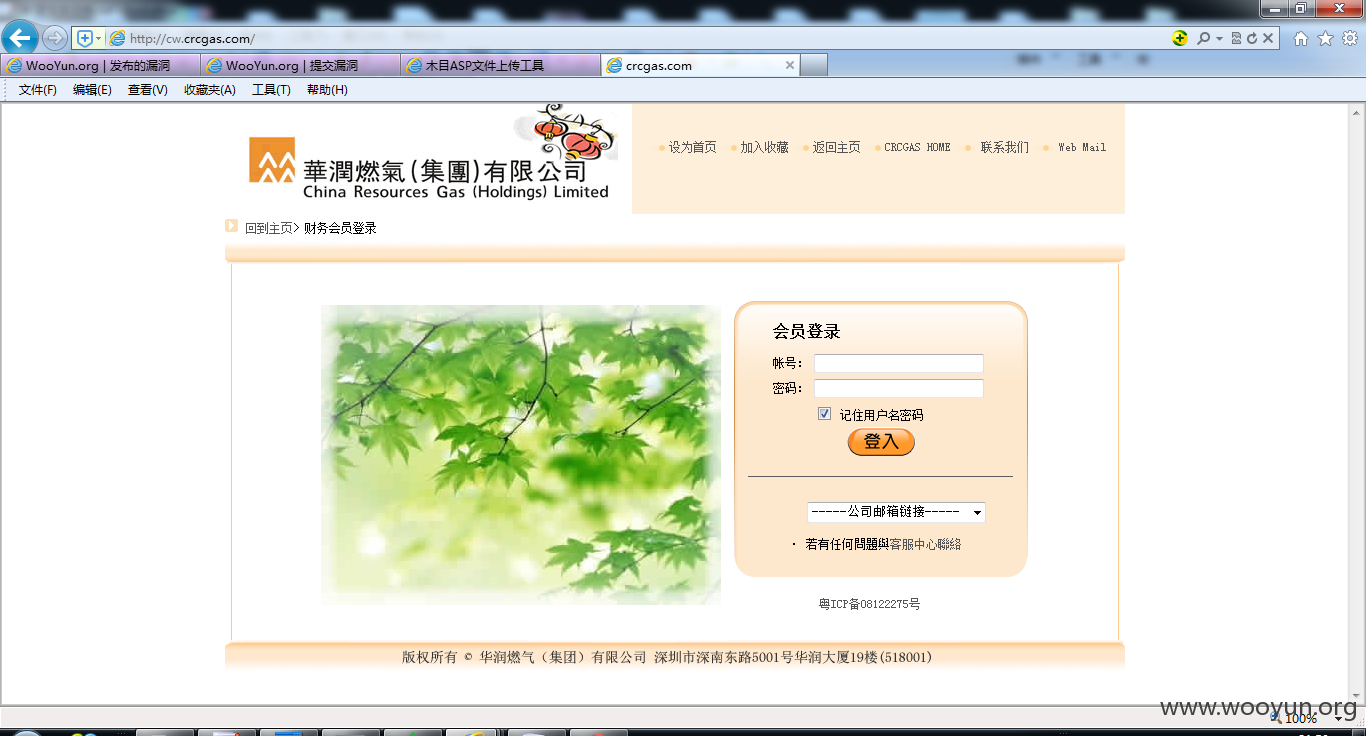 http://cw.crcgas.com/
WooYun.org | 发布的漏洞
WooYun.org | 提交漏洞
木目ASP文件上传工具
crcgas.com
文件(F) 编辑(E) 查看(V) 收藏夹(A) 工具(T) 帮助(H)
華潤燃氣(集團)有限公司
China Resources Gas (Holdings) Limited
设为首页 加入收藏 返回主页 CRCGAS HOME 联系我们 Web Mail
回到主页> 财务会员登录
会员登录
帐号：
密码：
记住用户名密码
登入
-----公司邮箱链接-----
· 若有任何問題與客服中心聯絡
粤ICP备08122275号
版权所有 © 华润燃气（集团）有限公司 深圳市深南东路5001号华润大厦19楼(518001)
www.wooyun.org
100%